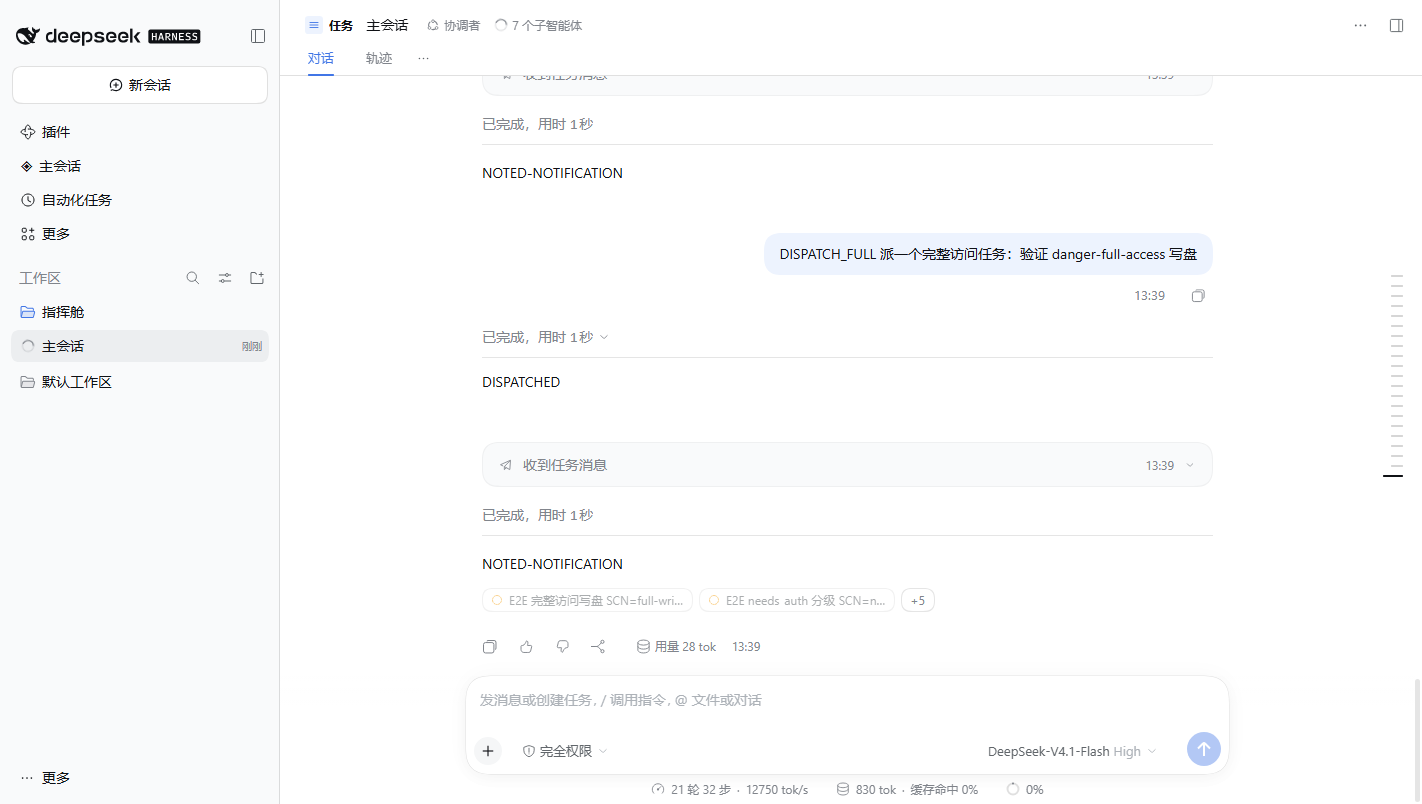 deepseek HARNESS
新会话
插件
主会话
自动化任务
更多
工作区
指挥舱
主会话 刚刚
默认工作区
更多
任务 主会话 协调者 7 个子智能体
对话 轨迹
收到任务消息 13:39
已完成，用时 1 秒
NOTED-NOTIFICATION
DISPATCH_FULL 派一个完整访问任务：验证 danger-full-access 写盘
13:39
已完成，用时 1 秒
DISPATCHED
收到任务消息 13:39
已完成，用时 1 秒
NOTED-NOTIFICATION
E2E 完整访问写盘 SCN=full-wri... E2E needs auth 分级 SCN=n... +5
用量 28 tok 13:39
发消息或创建任务, / 调用指令, @ 文件或对话
完全权限 DeepSeek-V4.1-Flash High
21 轮 32 步 · 12750 tok/s 830 tok · 缓存命中 0% 0%